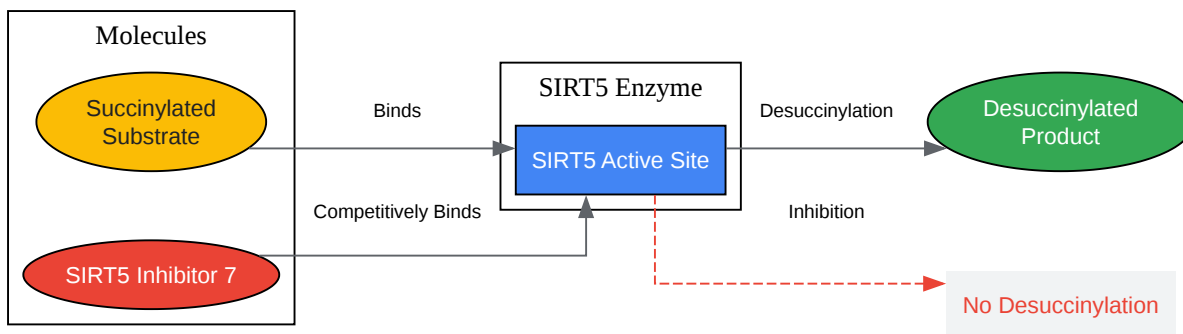 Molecules
Succinylated
Substrate
SIRT5 Inhibitor 7
Binds
Competitively Binds
SIRT5 Enzyme
SIRT5 Active Site
Desuccinylation
Inhibition
Desuccinylated
Product
No Desuccinylation